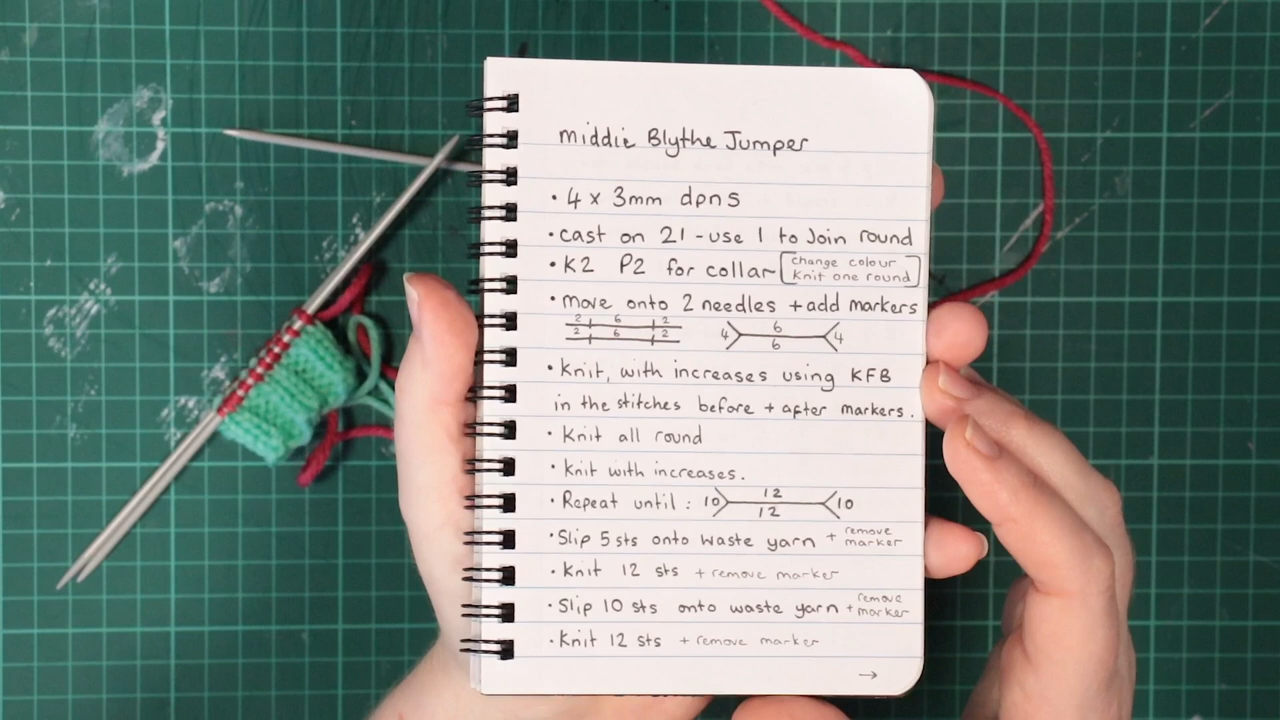 middie Blythe Jumper
• 4 x 3mm dpns
• cast on 21 - use 1 to Join round
• K2 P2 for collar [change colour
Knit one round]
• move onto 2 needles + add markers
2 6 2
2 6 2
6
4 4
6
• Knit, with increases using KFB
in the stitches before + after markers.
• Knit all round
• Knit with increases.
12
• Repeat until : 10 10
12
• Slip 5 sts onto waste yarn + remove
marker
• Knit 12 sts + remove marker
• Slip 10 sts onto waste yarn + remove
marker
• Knit 12 sts + remove marker
→